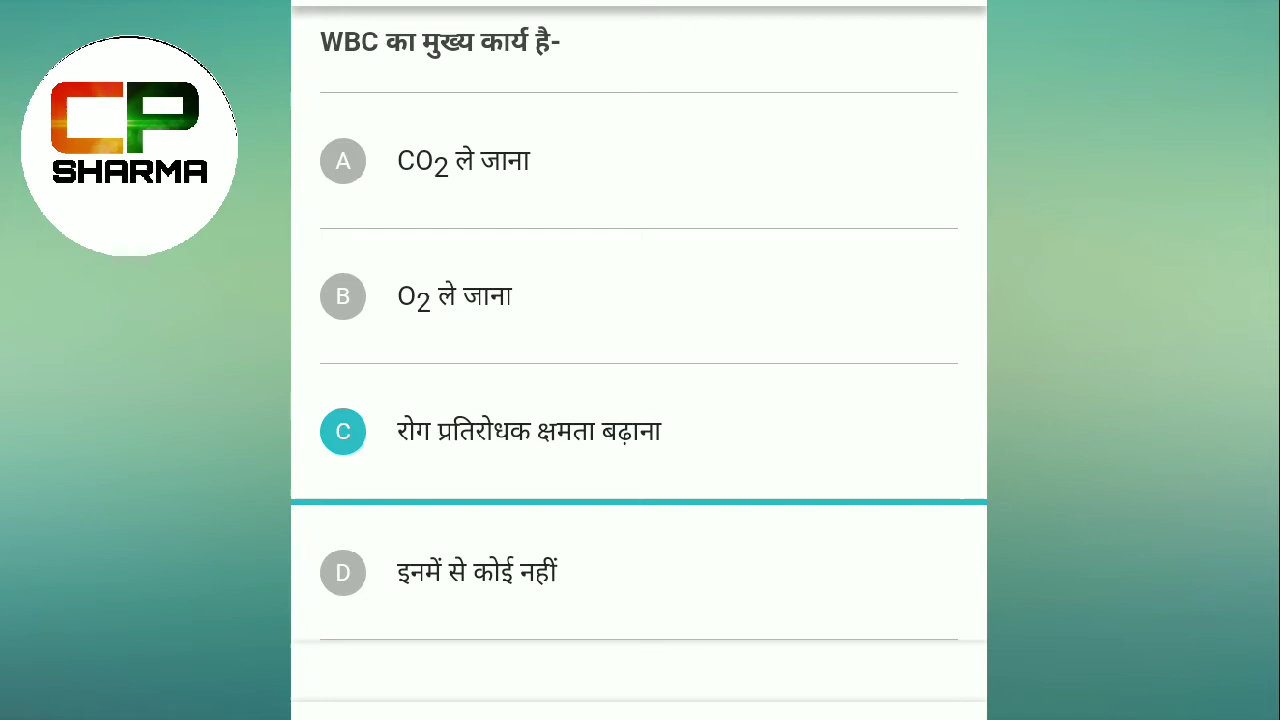 CP
SHARMA
WBC का मुख्य कार्य है-
A CO2 ले जाना
B O2 ले जाना
C रोग प्रतिरोधक क्षमता बढ़ाना
D इनमें से कोई नहीं